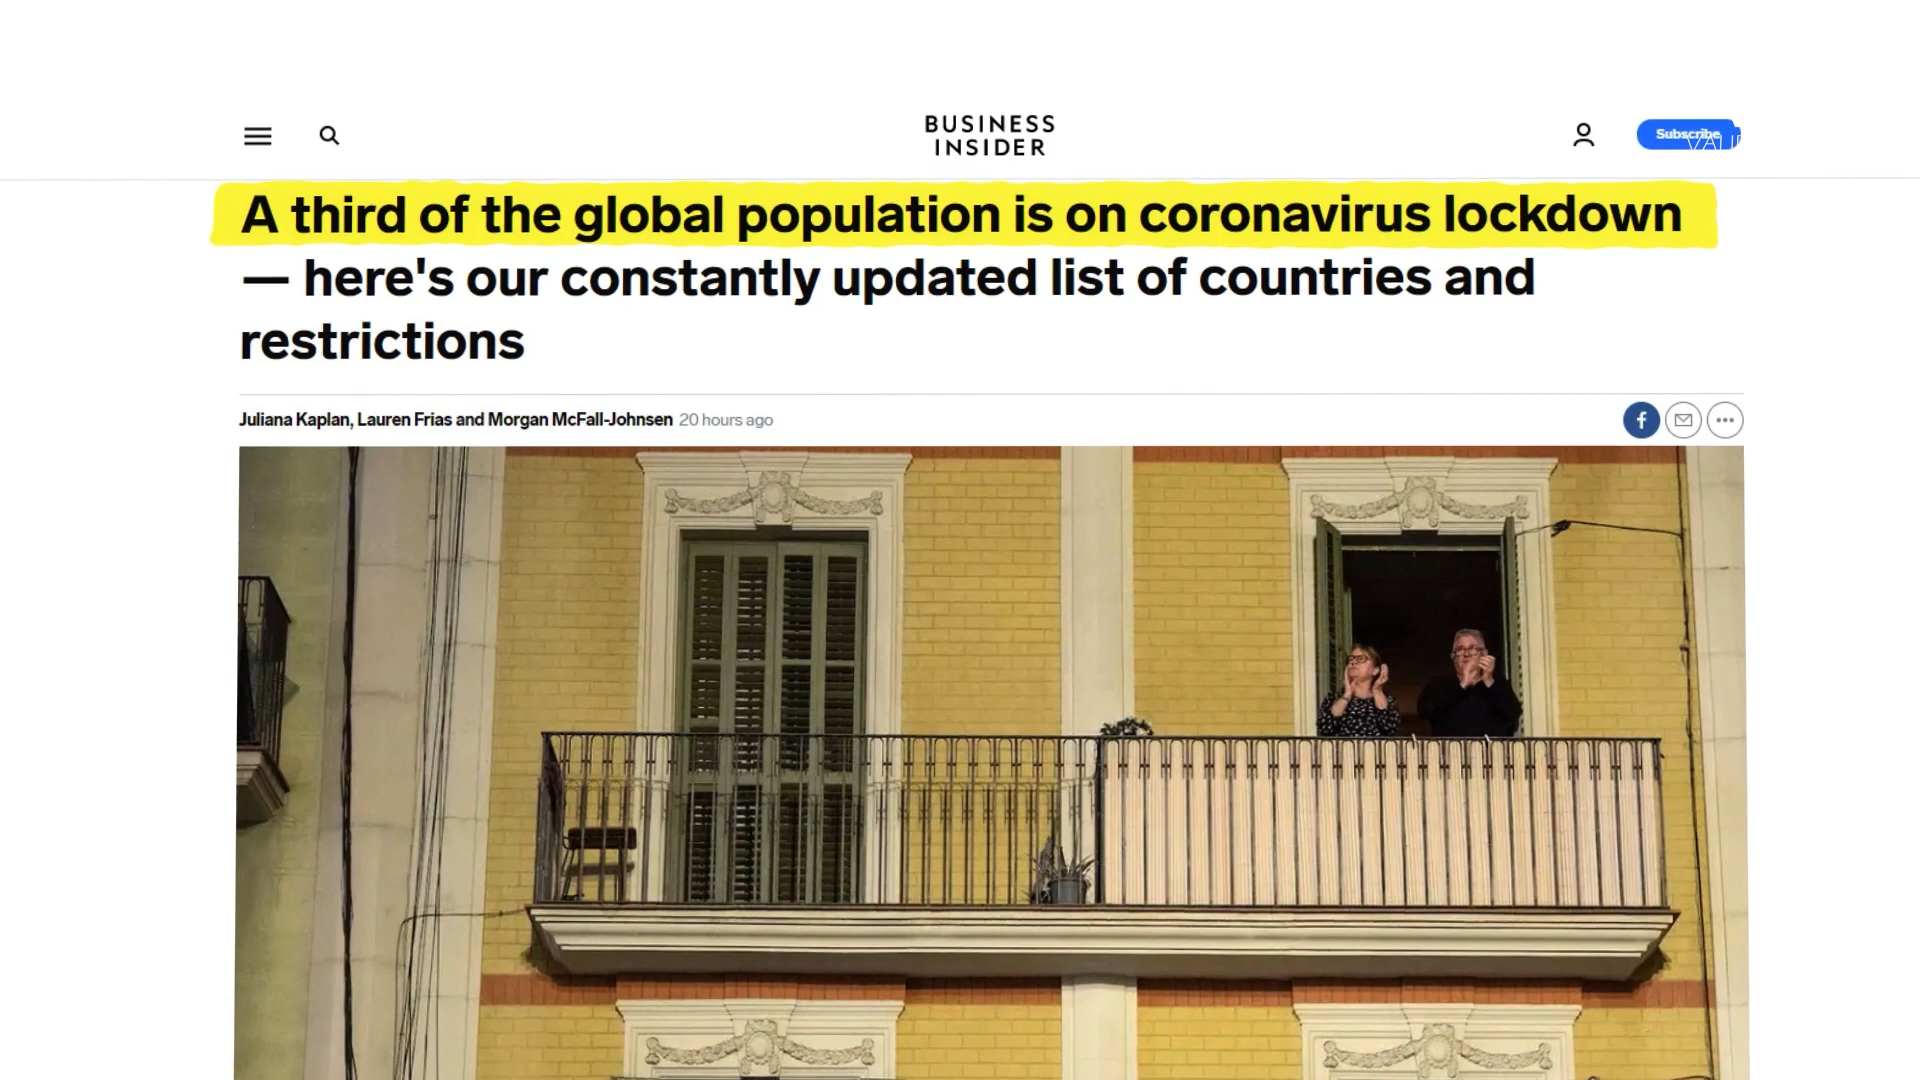 BUSINESS
INSIDER
Subscribe
A third of the global population is on coronavirus lockdown
— here's our constantly updated list of countries and
restrictions
Juliana Kaplan, Lauren Frias and Morgan McFall-Johnsen 20 hours ago